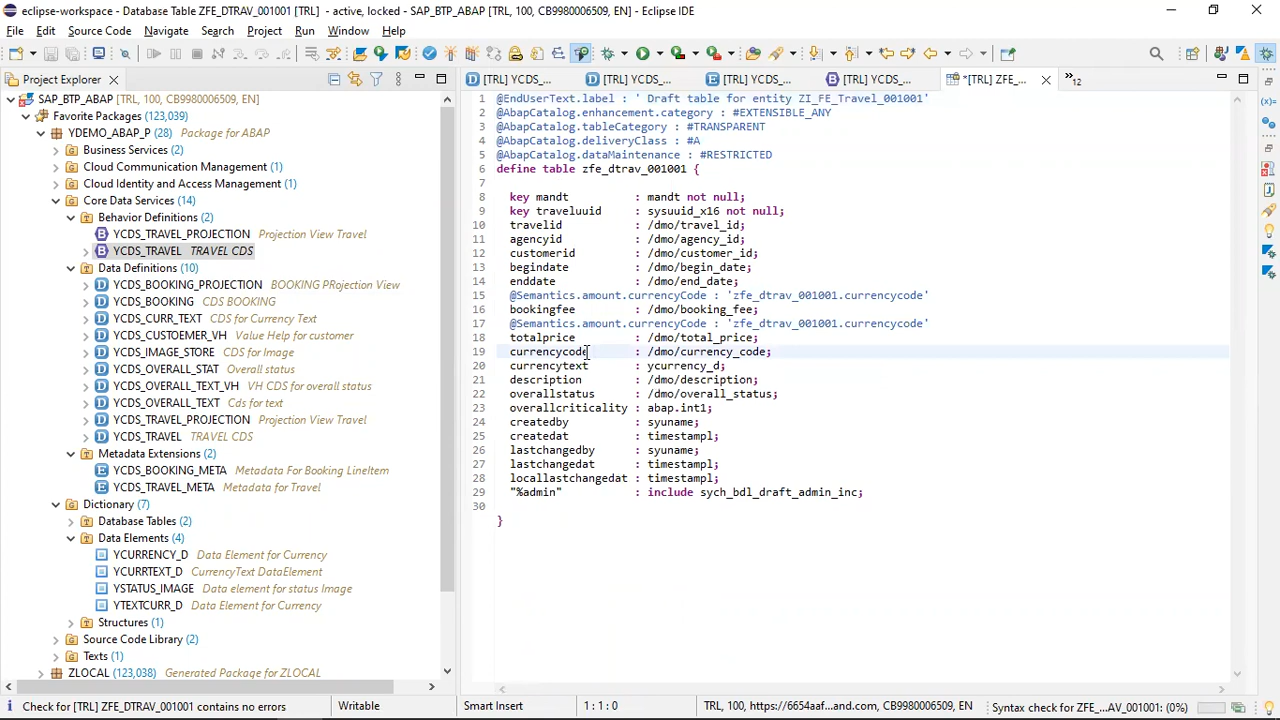 eclipse-workspace - Database Table ZFE_DTRAV_001001 [TRL] - active, locked - SAP_BTP_ABAP [TRL, 100, CB9980006509, EN] - Eclipse IDE
File Edit Source Code Navigate Search Project Run Window Help
Project Explorer
[TRL] YCDS_... [TRL] YCDS_... [TRL] YCDS_... [TRL] YCDS_... *[TRL] ZFE_... 12
SAP_BTP_ABAP [TRL, 100, CB9980006509, EN]
Favorite Packages (123,039)
YDEMO_ABAP_P (28) Package for ABAP
Business Services (2)
Cloud Communication Management (1)
Cloud Identity and Access Management (1)
Core Data Services (14)
Behavior Definitions (2)
YCDS_TRAVEL_PROJECTION Projection View Travel
YCDS_TRAVEL TRAVEL CDS
Data Definitions (10)
YCDS_BOOKING_PROJECTION BOOKING PRojection View
YCDS_BOOKING CDS BOOKING
YCDS_CURR_TEXT CDS for Currency Text
YCDS_CUSTOEMER_VH Value Help for customer
YCDS_IMAGE_STORE CDS for Image
YCDS_OVERALL_STAT Overall status
YCDS_OVERALL_TEXT_VH VH CDS for overall status
YCDS_OVERALL_TEXT Cds for text
YCDS_TRAVEL_PROJECTION Projection View Travel
YCDS_TRAVEL TRAVEL CDS
Metadata Extensions (2)
YCDS_BOOKING_META Metadata For Booking LineItem
YCDS_TRAVEL_META Metadata for Travel
Dictionary
Database Tables (2)
Data Elements (4)
YCURRENCY_D Data Element for Currency
YCURRTEXT_D CurrencyText DataElement
YSTATUS_IMAGE Data element for status Image
YTEXTCURR_D Data Element for Currency
Structures (1)
Source Code Library (2)
Texts (1)
ZLOCAL (123,038) Generated Package for ZLOCAL
1 @EndUserText.label : ' Draft table for entity ZI_FE_Travel_001001'
2 @AbapCatalog.enhancement.category : #EXTENSIBLE_ANY
3 @AbapCatalog.tableCategory : #TRANSPARENT
4 @AbapCatalog.deliveryClass : #A
5 @AbapCatalog.dataMaintenance : #RESTRICTED
6 define table zfe_dtrav_001001 {
7
8 key mandt : mandt not null;
9 key traveluuid : sysuuid_x16 not null;
10 travelid : /dmo/travel_id;
11 agencyid : /dmo/agency_id;
12 customerid : /dmo/customer_id;
13 begindate : /dmo/begin_date;
14 enddate : /dmo/end_date;
15 @Semantics.amount.currencyCode : 'zfe_dtrav_001001.currencycode'
16 bookingfee : /dmo/booking_fee;
17 @Semantics.amount.currencyCode : 'zfe_dtrav_001001.currencycode'
18 totalprice : /dmo/total_price;
19 currencycode : /dmo/currency_code;
20 currencytext : ycurrency_d;
21 description : /dmo/description;
22 overallstatus : /dmo/overall_status;
23 overallcriticality : abap.int1;
24 createdby : syuname;
25 createdat : timestampl;
26 lastchangedby : syuname;
27 lastchangedat : timestampl;
28 locallastchangedat : timestampl;
29 "%admin" : include sych_bdl_draft_admin_inc;
30
}
Check for [TRL] ZFE_DTRAV_001001 contains no errors Writable Smart Insert 1 : 1 : 0 TRL, 100, https://6654aaf...and.com, CB9980006509, EN Syntax check for ZFE_...AV_001001: (0%)